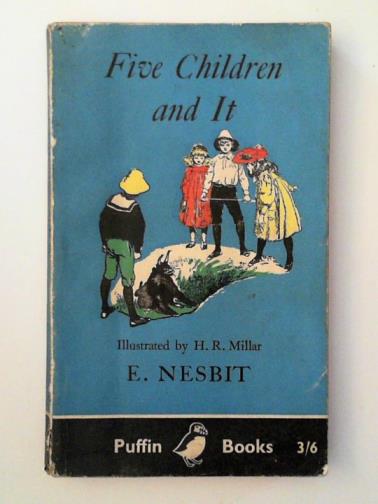 Five Children
and It
Illustrated by H. R. Millar
E. NESBIT
Puffin Books 3/6